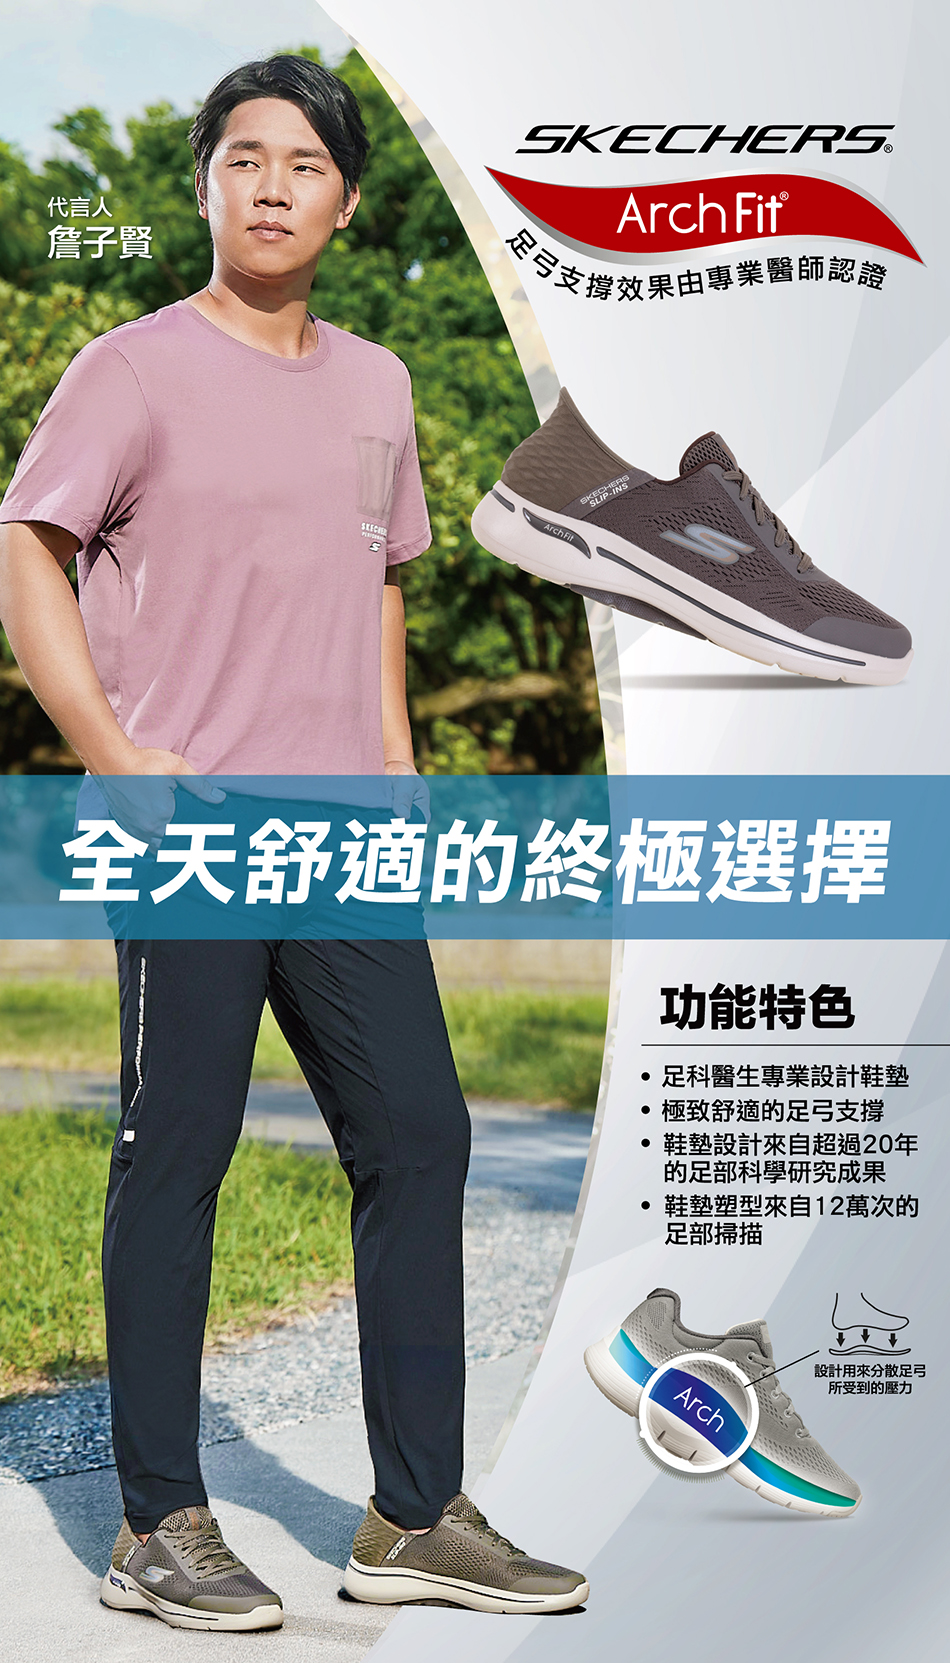 SKECHERS®
Arch Fit®
足弓支撐效果由專業醫師認證
代言人
詹子賢
SKECHERS
SLIP-INS
Arch Fit
SKECHERS
全天舒適的終極選擇
功能特色
• 足科醫生專業設計鞋墊
• 極致舒適的足弓支撐
• 鞋墊設計來自超過20年
的足部科學研究成果
• 鞋墊塑型來自12萬次的
足部掃描
設計用來分散足弓
所受到的壓力
Arch